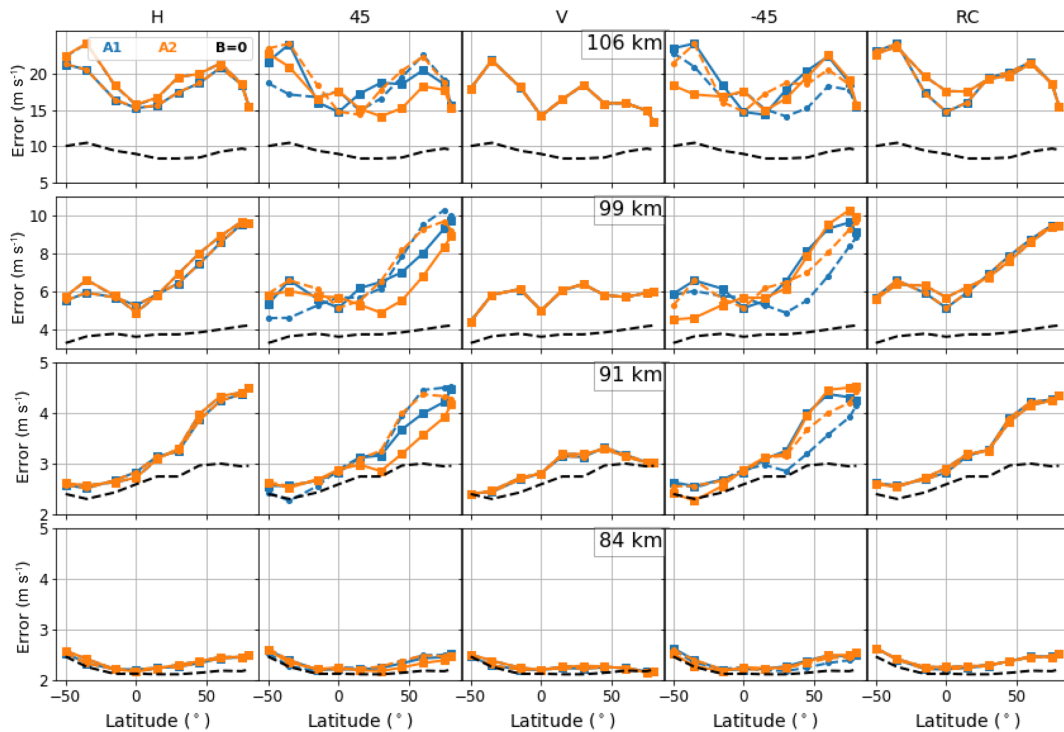 H 45 V -45 RC
A1 A2 B=0
106 km
Error (m s⁻¹)
20
15
10
5
99 km
Error (m s⁻¹)
10
8
6
4
91 km
Error (m s⁻¹)
5
4
3
2
84 km
Error (m s⁻¹)
5
4
3
2
−50 0 50 −50 0 50 −50 0 50 −50 0 50 −50 0 50
Latitude (°) Latitude (°) Latitude (°) Latitude (°) Latitude (°)